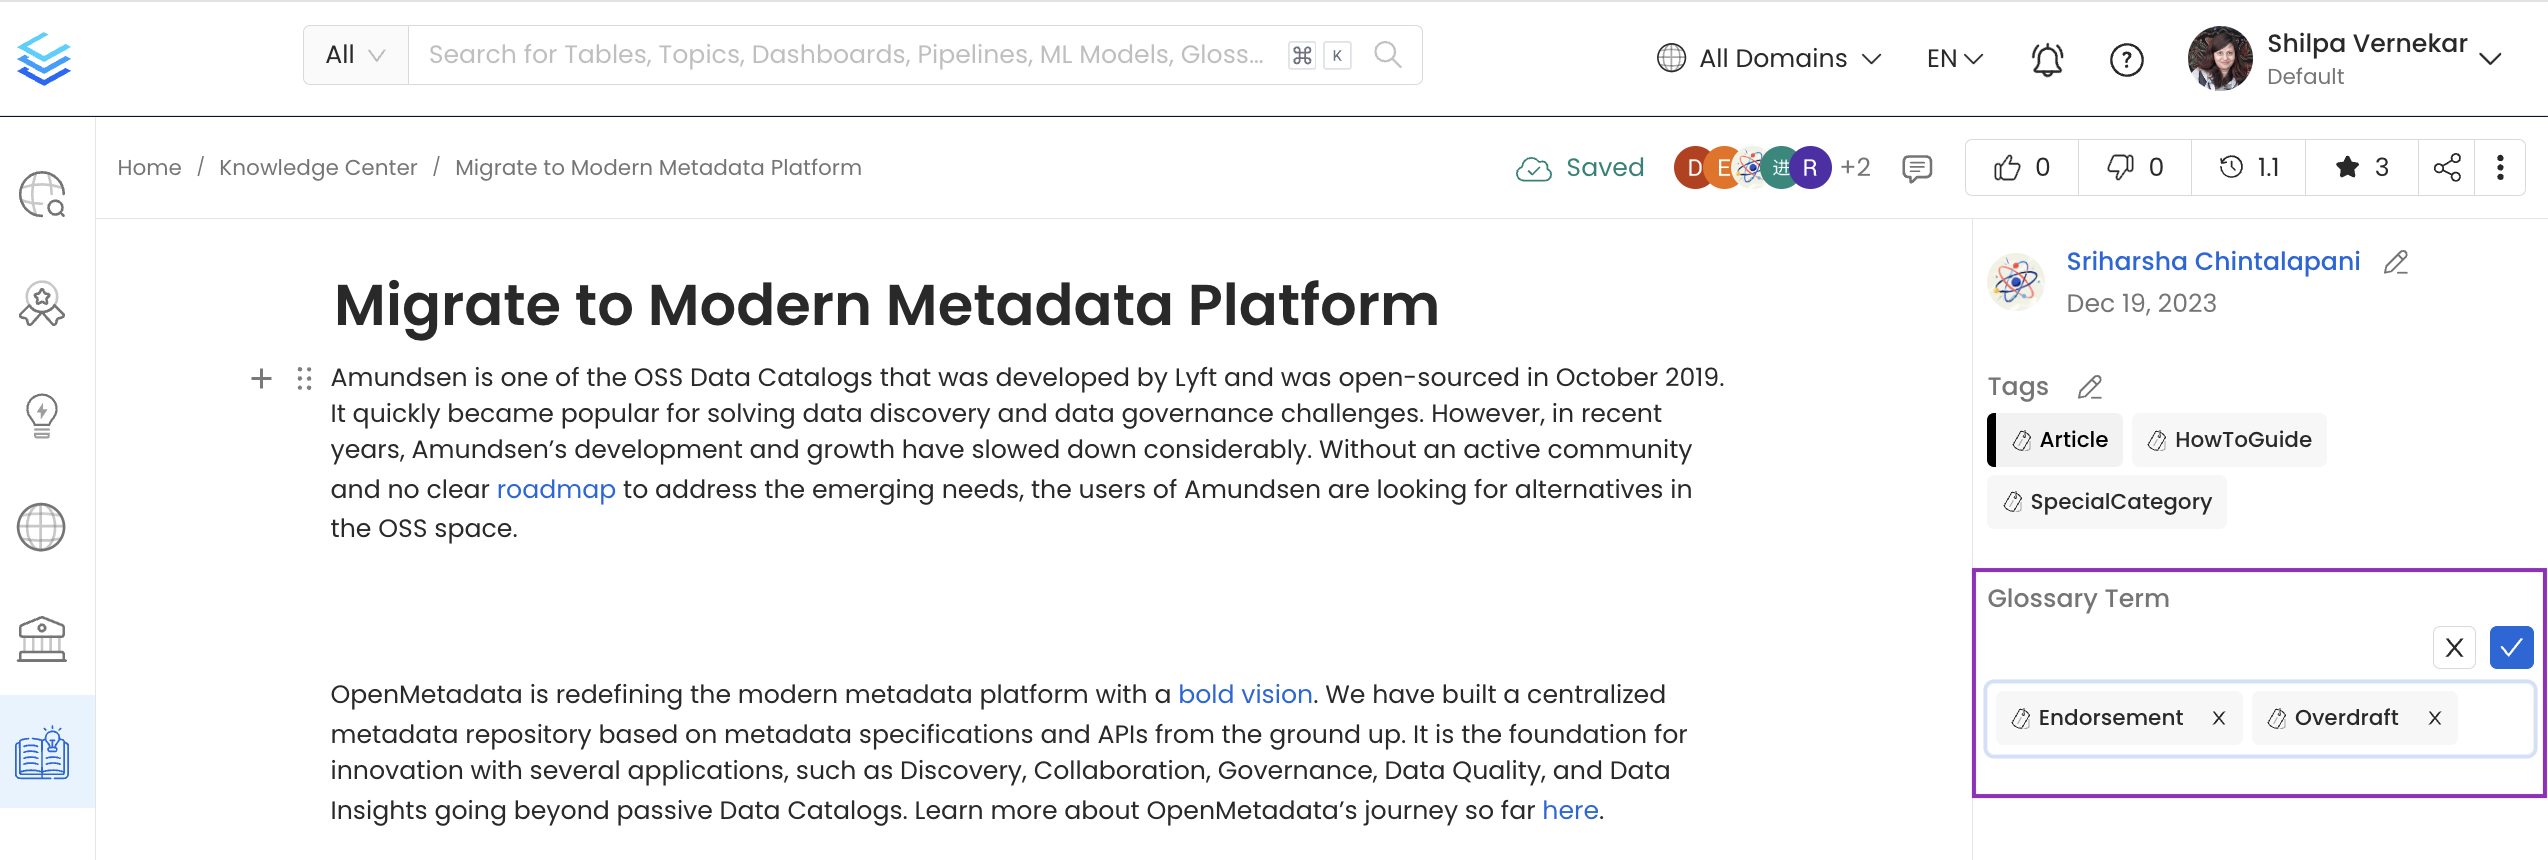 All
Search for Tables, Topics, Dashboards, Pipelines, ML Models, Gloss...
⌘ K
All Domains
EN
Shilpa Vernekar
Default
Home / Knowledge Center / Migrate to Modern Metadata Platform
Saved
D E 进 R +2
0 0 1.1 3
Migrate to Modern Metadata Platform
Amundsen is one of the OSS Data Catalogs that was developed by Lyft and was open-sourced in October 2019.
It quickly became popular for solving data discovery and data governance challenges. However, in recent
years, Amundsen’s development and growth have slowed down considerably. Without an active community
and no clear roadmap to address the emerging needs, the users of Amundsen are looking for alternatives in
the OSS space.
OpenMetadata is redefining the modern metadata platform with a bold vision. We have built a centralized
metadata repository based on metadata specifications and APIs from the ground up. It is the foundation for
innovation with several applications, such as Discovery, Collaboration, Governance, Data Quality, and Data
Insights going beyond passive Data Catalogs. Learn more about OpenMetadata’s journey so far here.
Sriharsha Chintalapani
Dec 19, 2023
Tags
Article HowToGuide
SpecialCategory
Glossary Term
Endorsement Overdraft